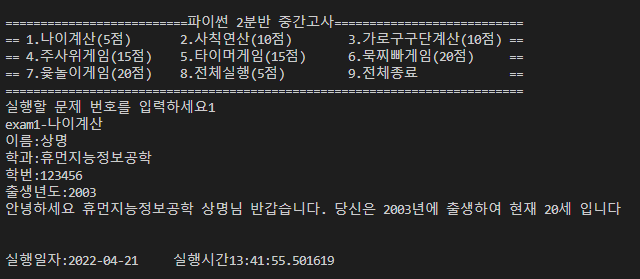 ==========================파이썬 2분반 중간고사===========================
== 1.나이계산(5점) 2.사칙연산(10점) 3.가로구구단계산(10점) ==
== 4.주사위게임(15점) 5.타이머게임(15점) 6.묵찌빠게임(20점) ==
== 7.윷놀이게임(20점) 8.전체실행(5점) 9.전체종료 ==
==========================================================================
실행할 문제 번호를 입력하세요1
exam1-나이계산
이름:상명
학과:휴먼지능정보공학
학번:123456
출생년도:2003
안녕하세요 휴먼지능정보공학 상명님 반갑습니다. 당신은 2003년에 출생하여 현재 20세 입니다
실행일자:2022-04-21 실행시간13:41:55.501619